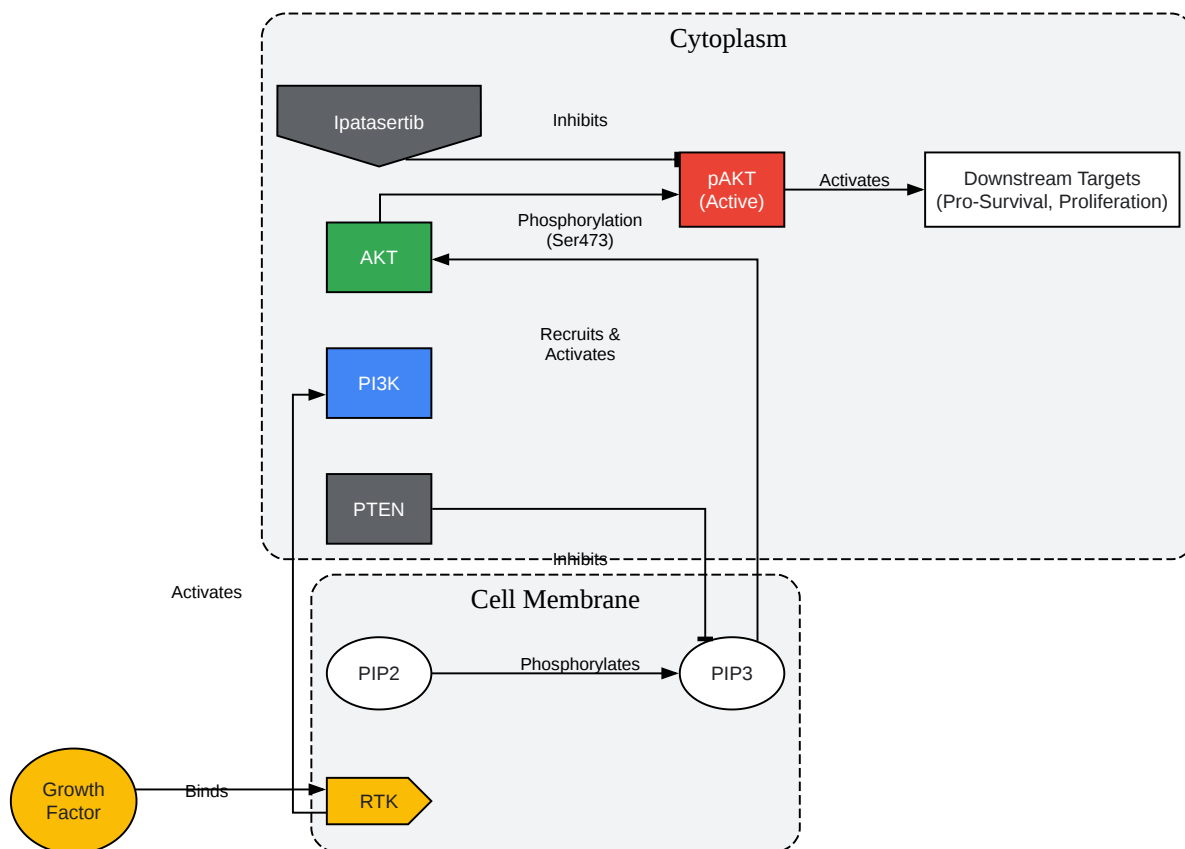 Cytoplasm
Ipatasertib
Inhibits
pAKT
(Active)
Activates
Downstream Targets
(Pro-Survival, Proliferation)
Phosphorylation
(Ser473)
AKT
Recruits &
Activates
PI3K
PTEN
Inhibits
Activates
Cell Membrane
PIP2
Phosphorylates
PIP3
Growth
Factor
Binds
RTK